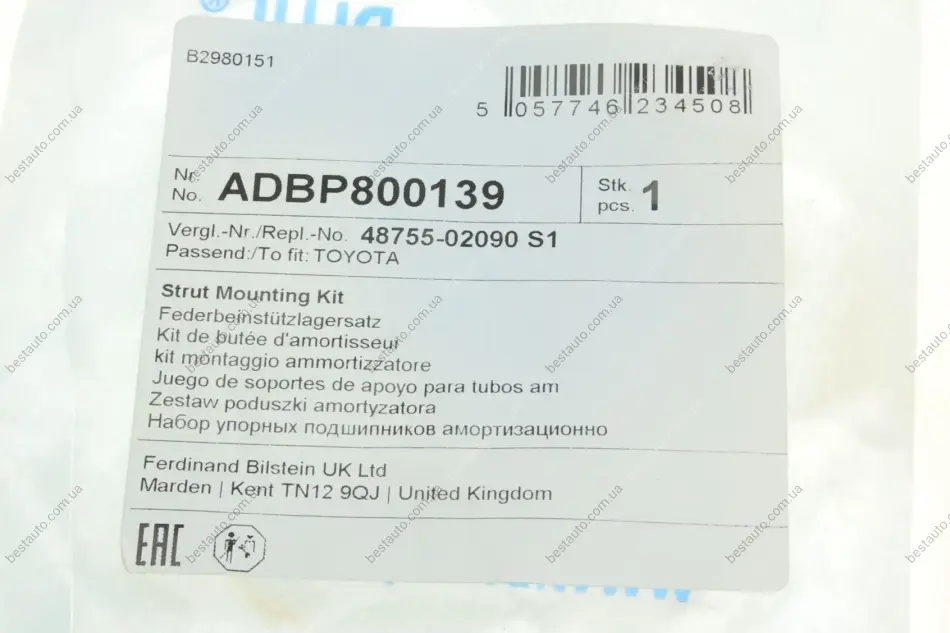 B2980151
5 057746 234508
Nr. No. ADBP800139
Stk. pcs. 1
Vergl.-Nr./Repl.-No. 48755-02090 S1
Passend:/To fit: TOYOTA
Strut Mounting Kit
Federbeinstützlagersatz
Kit de butée d'amortisseur
kit montaggio ammortizzatore
Juego de soportes de apoyo para tubos am
Zestaw poduszki amortyzatora
Набор упорных подшипников амортизационно
Ferdinand Bilstein UK Ltd
Marden | Kent TN12 9QJ | United Kingdom
EAC
bestauto.com.ua